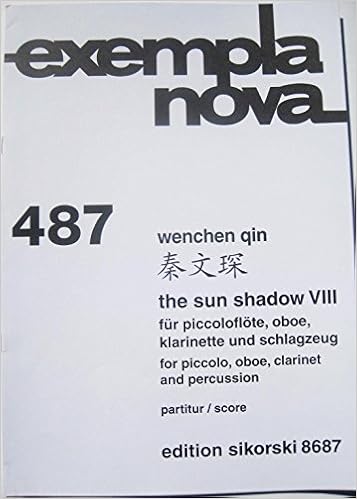 exempla
nova
487
wenchen qin
秦文琛
the sun shadow VIII
für piccoloflöte, oboe,
klarinette und schlagzeug
for piccolo, oboe, clarinet
and percussion
partitur / score
edition sikorski 8687